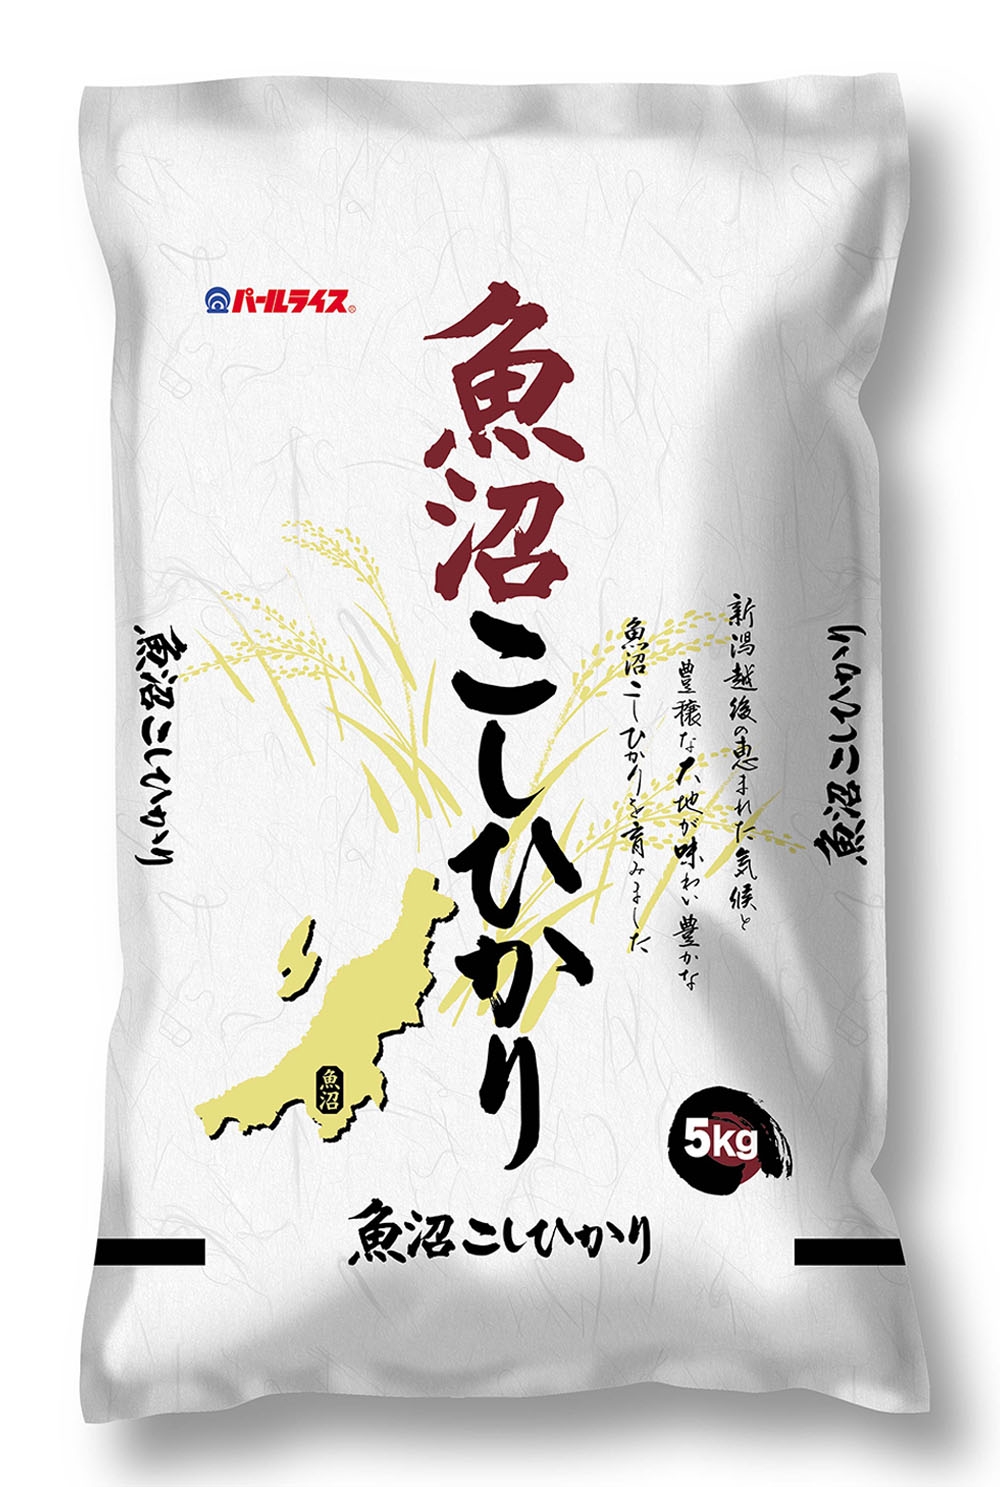 パールライス®
魚沼
こしひかり
新潟越後の恵まれた気候と
豊穣な大地が味わい豊かな
魚沼こしひかりを育みました
魚沼こしひかり
魚沼こしひかり
魚沼
5kg
魚沼こしひかり